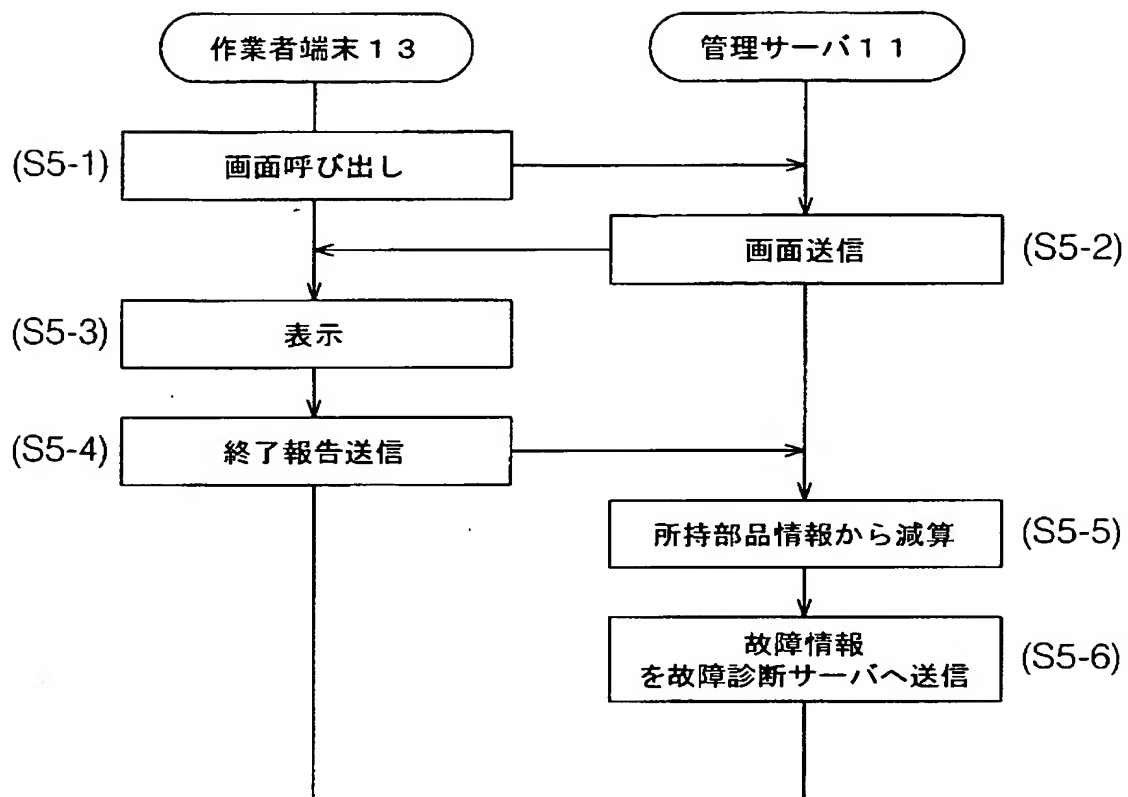 作業者端末13
管理サーバ11
(S5-1)
画面呼び出し
画面送信
(S5-2)
(S5-3)
表示
(S5-4)
終了報告送信
所持部品情報から減算
(S5-5)
故障情報
を故障診断サーバへ送信
(S5-6)